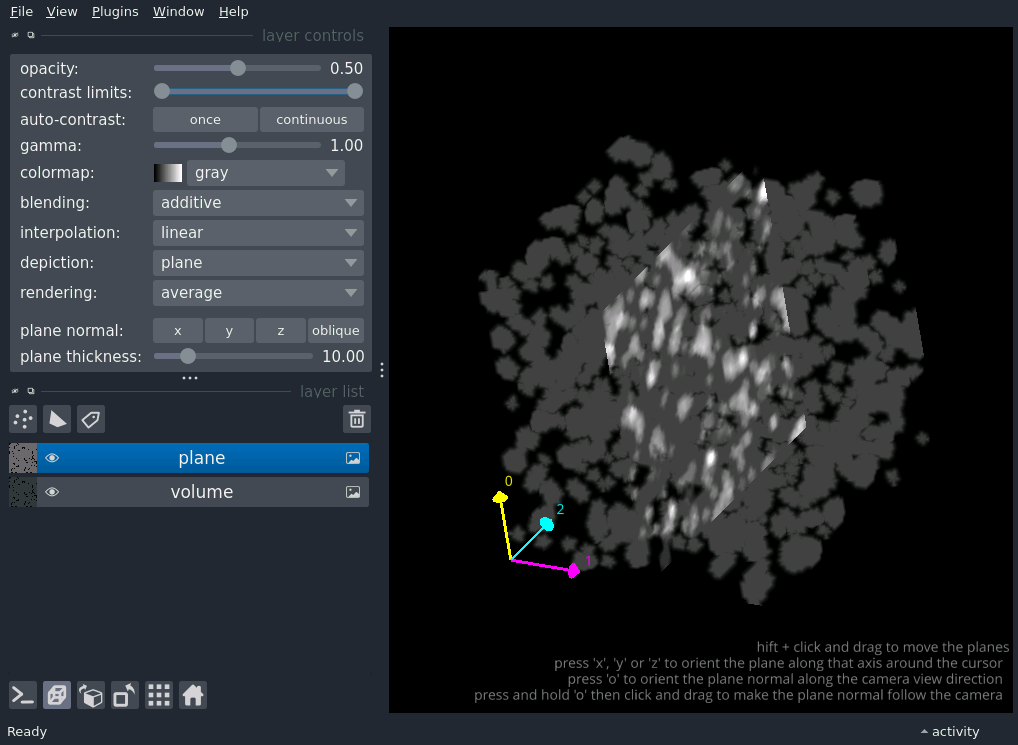 File View Plugins Window Help
layer controls
opacity: 0.50
contrast limits:
auto-contrast: once continuous
gamma: 1.00
colormap: gray
blending: additive
interpolation: linear
depiction: plane
rendering: average
plane normal: x y z oblique
plane thickness: 10.00
layer list
plane
volume
0
2
1
hift + click and drag to move the planes
press 'x', 'y' or 'z' to orient the plane along that axis around the cursor
press 'o' to orient the plane normal along the camera view direction
press and hold 'o' then click and drag to make the plane normal follow the camera
Ready activity